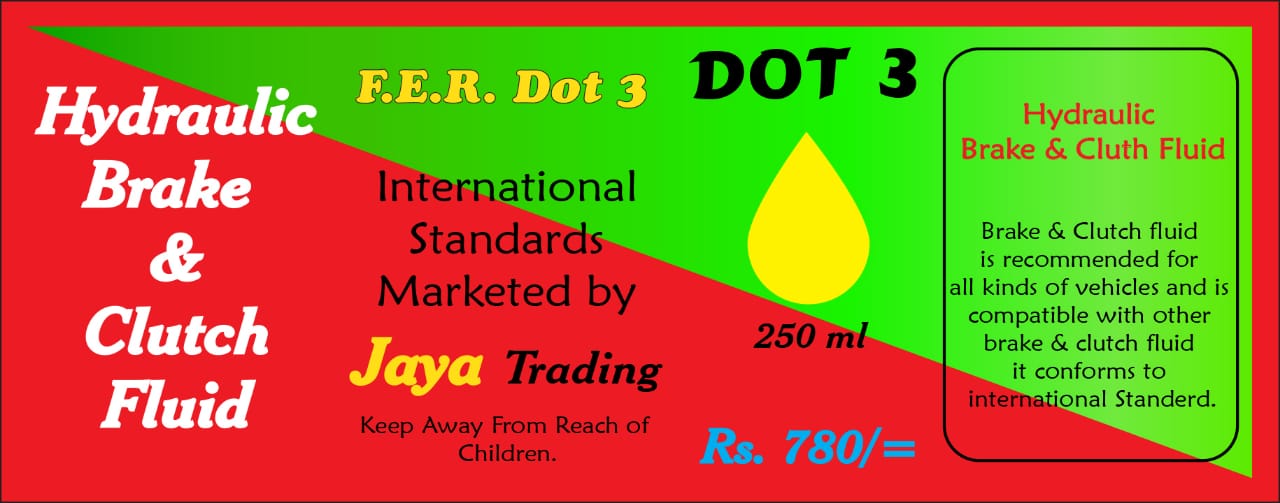 Hydraulic
Brake
&
Clutch
Fluid
F.E.R. Dot 3
International
Standards
Marketed by
Jaya Trading
Keep Away From Reach of
Children.
DOT 3
250 ml
Rs. 780/=
Hydraulic
Brake & Cluth Fluid
Brake & Clutch fluid
is recommended for
all kinds of vehicles and is
compatible with other
brake & clutch fluid
it conforms to
international Standerd.